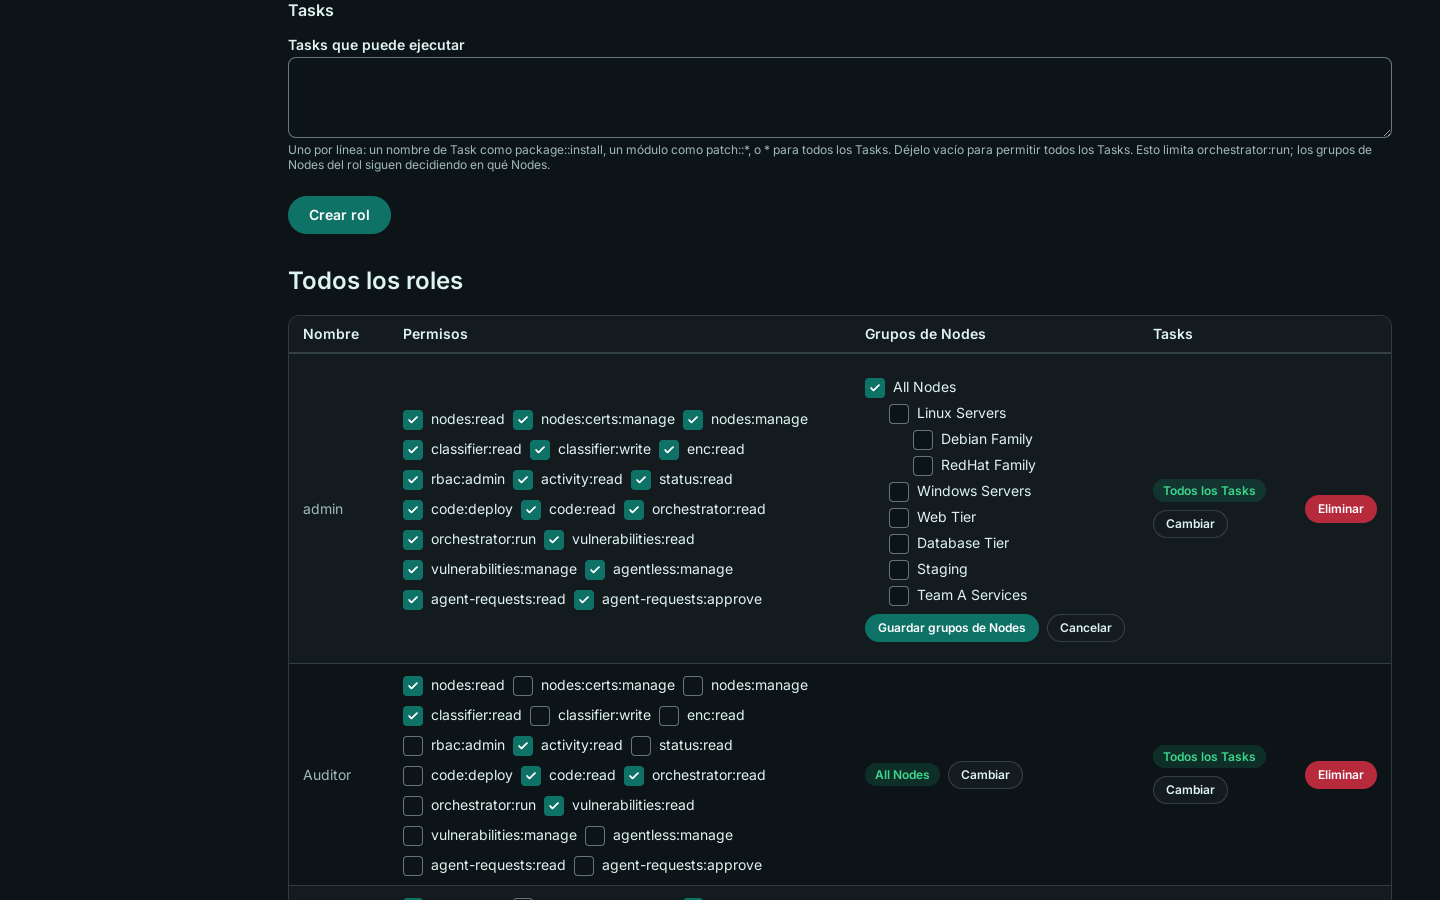 Tasks
Tasks que puede ejecutar
Uno por línea: un nombre de Task como package::install, un módulo como patch::*, o * para todos los Tasks. Déjelo vacío para permitir todos los Tasks. Esto limita orchestrator:run; los grupos de
Nodes del rol siguen decidiendo en qué Nodes.
Crear rol
Todos los roles
Nombre Permisos Grupos de Nodes Tasks
admin
nodes:read nodes:certs:manage nodes:manage
classifier:read classifier:write enc:read
rbac:admin activity:read status:read
code:deploy code:read orchestrator:read
orchestrator:run vulnerabilities:read
vulnerabilities:manage agentless:manage
agent-requests:read agent-requests:approve
All Nodes
Linux Servers
Debian Family
RedHat Family
Windows Servers
Web Tier
Database Tier
Staging
Team A Services
Guardar grupos de Nodes Cancelar
Todos los Tasks
Cambiar
Eliminar
Auditor
nodes:read nodes:certs:manage nodes:manage
classifier:read classifier:write enc:read
rbac:admin activity:read status:read
code:deploy code:read orchestrator:read
orchestrator:run vulnerabilities:read
vulnerabilities:manage agentless:manage
agent-requests:read agent-requests:approve
All Nodes Cambiar
Todos los Tasks
Cambiar
Eliminar